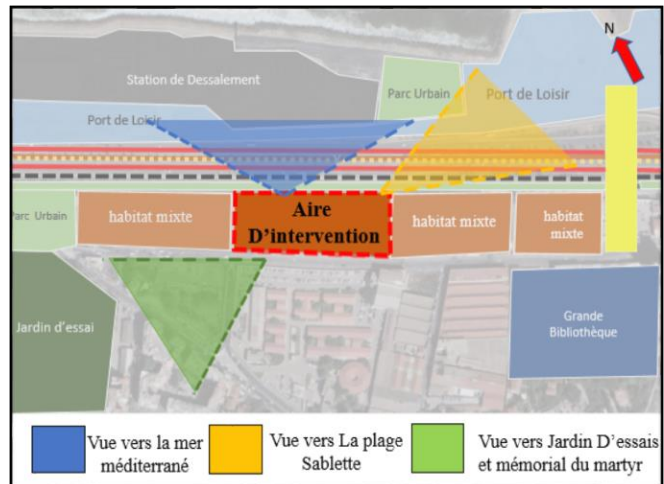 N
Station de Dessalement
Parc Urbain
Port de Loisir
Port de Loisir
Parc Urbain
habitat mixte
Aire
D'intervention
habitat mixte
habitat
mixte
Jardin d'essai
Grande
Bibliothèque
Vue vers la mer
méditerrané
Vue vers La plage
Sablette
Vue vers Jardin D'essais
et mémorial du martyr